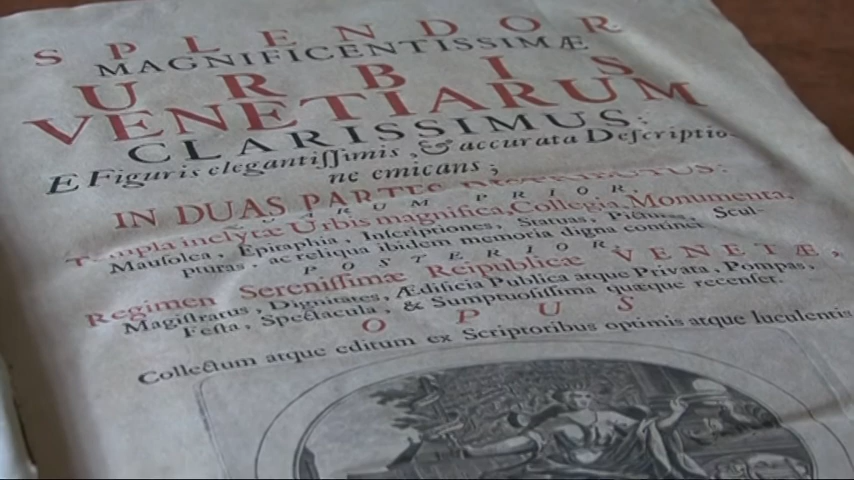 SPLENDOR
MAGNIFICENTISSIMÆ
URBIS
VENETIARUM
CLARISSIMUS:
E Figuris elegantiſſimis, & accurata Deſcriptio-
ne emicans;
IN DUAS PARTES DISTRIBUTUS:
QUARUM PRIOR,
Templa inclytæ Urbis magnifica, Collegia, Monumenta,
Mauſolea, Epitaphia, Inſcriptiones, Statuas, Picturas, Scul-
pturas, ac reliqua ibidem memoria digna continet
POSTERIOR,
Regimen Sereniſſimæ Reipublicæ VENETÆ,
Magiſtratus, Dignitates, Ædificia Publica atque Privata, Pompas,
Feſta, Spectacula, & Sumptuoſiſſima quæque recenſet.
OPUS
Collectum atque editum ex Scriptoribus optimis atque luculentis